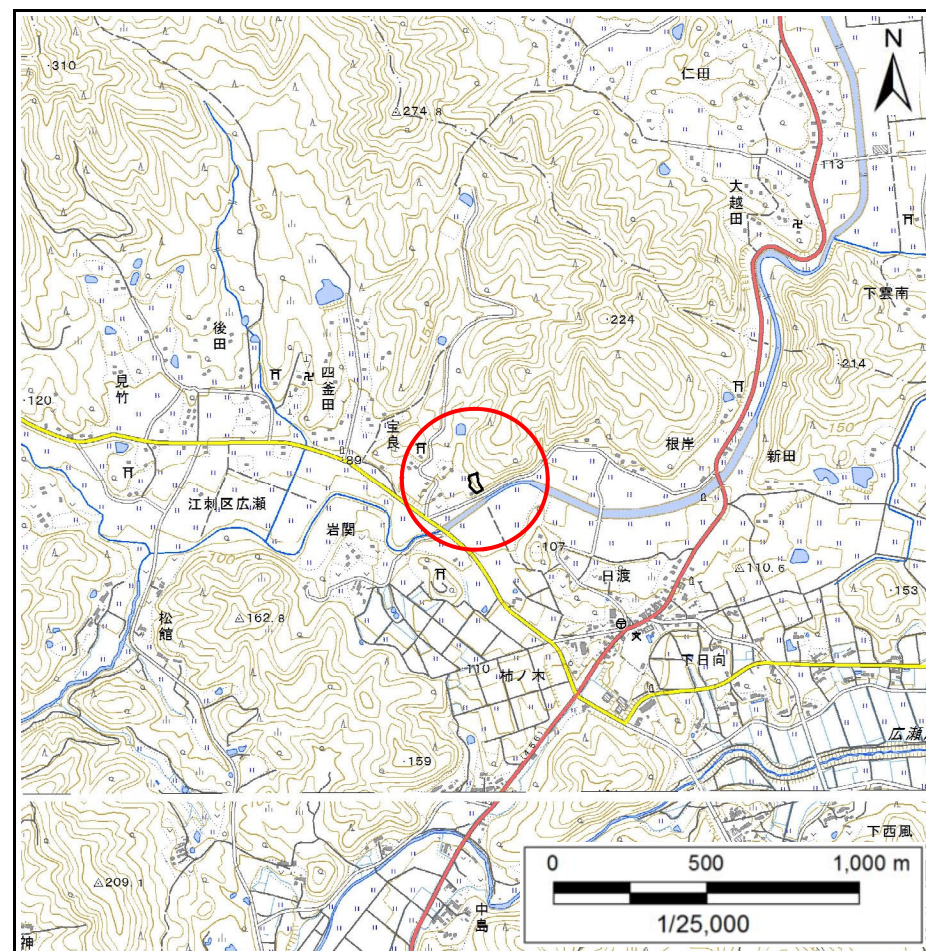 310
274.8
仁田
N
113
大越田
下雲南
50
150
224
214
後田
見竹
四釜田
120
宝良
150
根岸
新田
89
江刺区広瀬
岩関
107
日渡
110.6
100
153
松館
162.8
110
柿ノ木
下日向
(456)
159
広瀬
下西風
209.1
中島
神
0 500 1,000 m
1/25,000